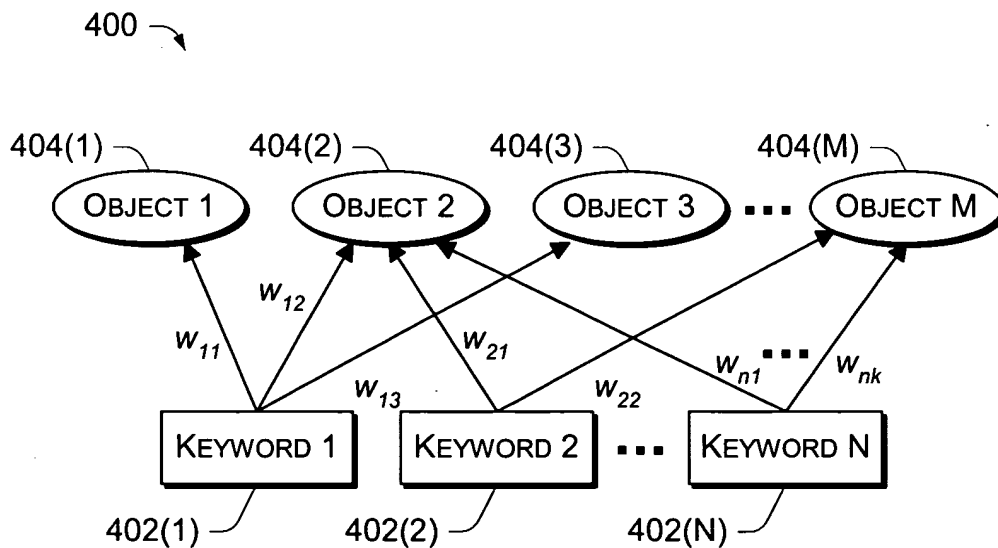 400
404(1) 404(2) 404(3) 404(M)
OBJECT 1 OBJECT 2 OBJECT 3 ... OBJECT M
w12
w11 w21 wn1 ... wnk
w13 w22
KEYWORD 1 KEYWORD 2 ... KEYWORD N
402(1) 402(2) 402(N)